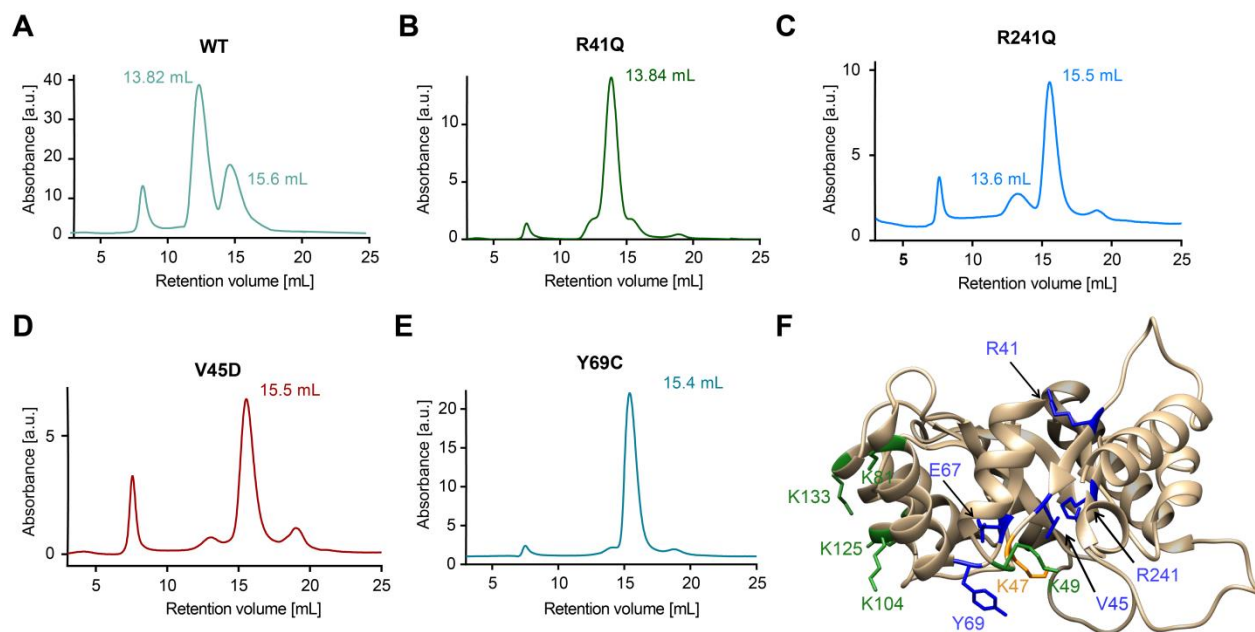 A
WT
13.82 mL
15.6 mL
Absorbance [a.u.]
40
30
20
10
0
5 10 15 20 25
Retention volume [mL]
B
R41Q
13.84 mL
Absorbance [a.u.]
10
5
0
5 10 15 20 25
Retention volume [mL]
C
R241Q
15.5 mL
13.6 mL
Absorbance [a.u.]
10
5
0
5 10 15 20 25
Retention volume [mL]
D
V45D
15.5 mL
Absorbance [a.u.]
5
0
5 10 15 20 25
Retention volume [mL]
E
Y69C
15.4 mL
Absorbance [a.u.]
20
15
10
5
0
5 10 15 20 25
Retention volume [mL]
F
R41
E67
K81
K133
K125
K104
Y69
K47
K49
V45
R241